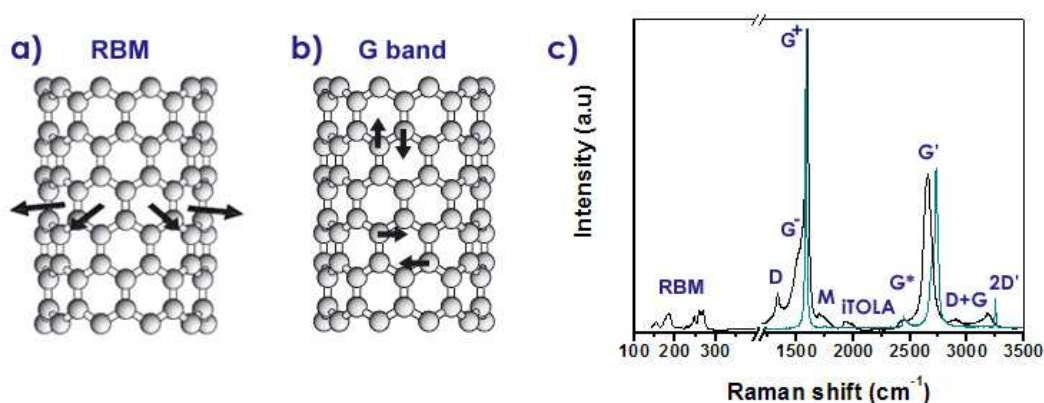 a) RBM
b) G band
c)
Intensity (a.u)
G+
G-
D
RBM
M
iTOLA
G*
G'
D+G
2D'
100 200 300 1500 2000 2500 3000 3500
Raman shift (cm-1)